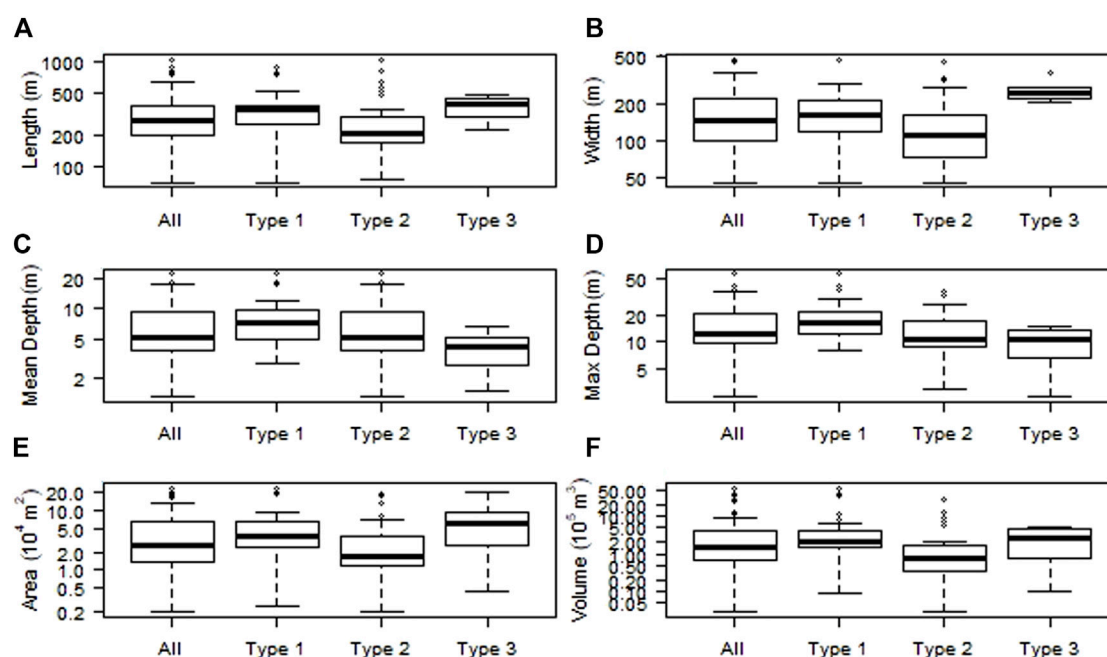 A
Length (m)
1000
500
200
100
All Type 1 Type 2 Type 3
B
Width (m)
500
200
100
50
All Type 1 Type 2 Type 3
C
Mean Depth (m)
20
10
5
2
All Type 1 Type 2 Type 3
D
Max Depth (m)
50
20
10
5
All Type 1 Type 2 Type 3
E
Area (10⁴ m²)
20.0
10.0
5.0
2.0
1.0
0.5
0.2
All Type 1 Type 2 Type 3
F
Volume (10⁵ m³)
50.00
20.00
10.00
5.00
2.00
1.00
0.50
0.20
0.10
0.05
All Type 1 Type 2 Type 3